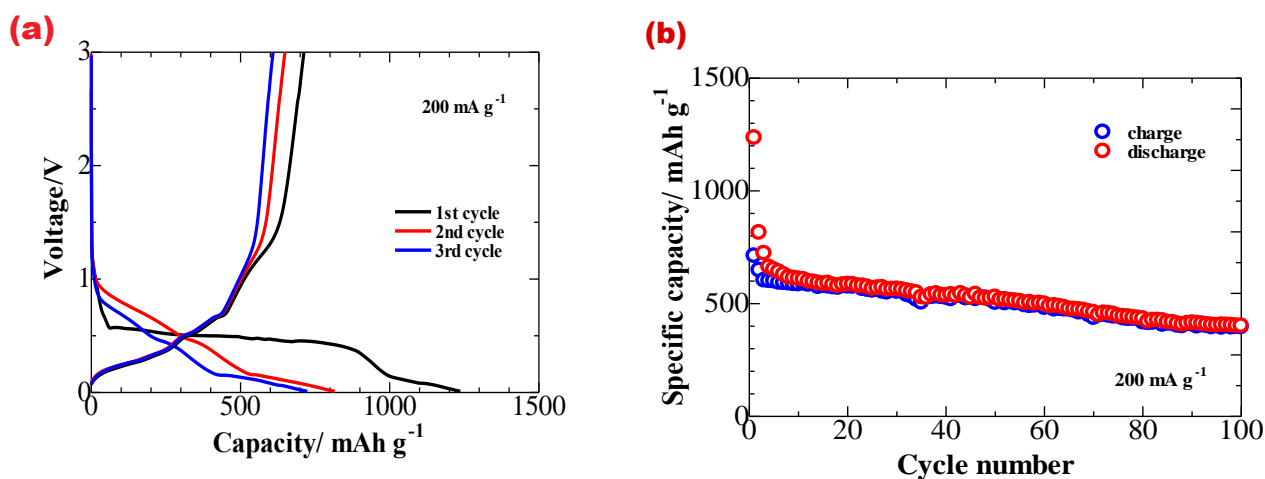 (a)
3
2
1
0
Voltage/V
200 mA g-1
1st cycle
2nd cycle
3rd cycle
0
500
1000
1500
Capacity/ mAh g-1
(b)
1500
1000
500
0
Specific capacity/ mAh g-1
charge
discharge
200 mA g-1
0
20
40
60
80
100
Cycle number